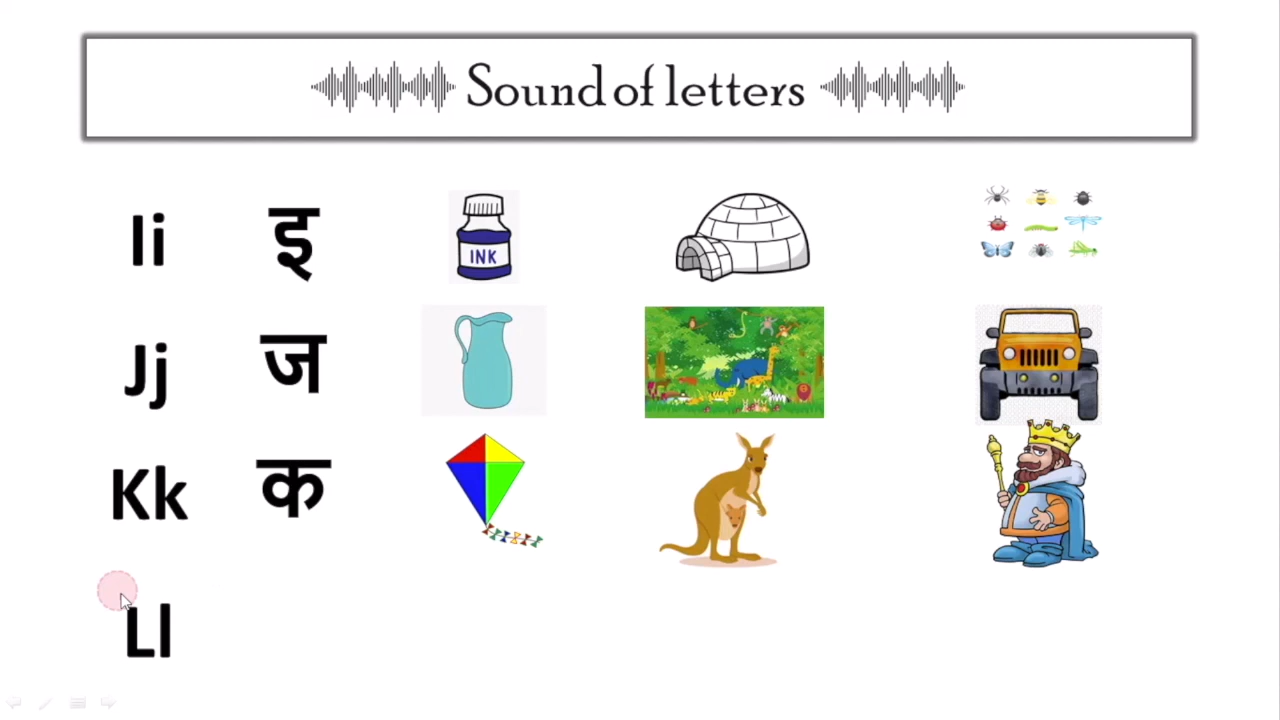 Sound of letters
Ii इ
INK
Jj ज
Kk क
Ll